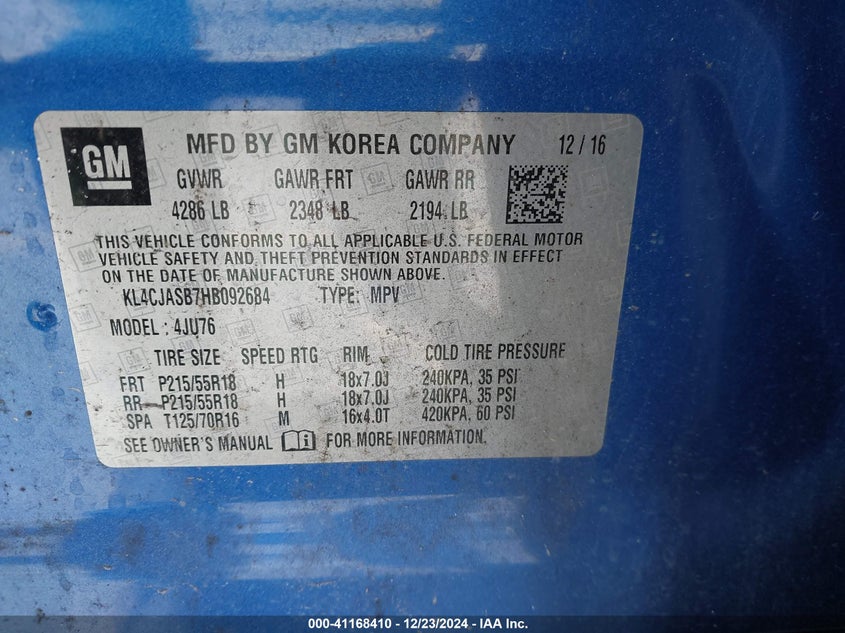 GM
MFD BY GM KOREA COMPANY 12 / 16
GVWR GAWR FRT GAWR RR
4286 LB 2348 LB 2194 LB
THIS VEHICLE CONFORMS TO ALL APPLICABLE U.S. FEDERAL MOTOR
VEHICLE SAFETY AND THEFT PREVENTION STANDARDS IN EFFECT
ON THE DATE OF MANUFACTURE SHOWN ABOVE.
KL4CJASB7HB092684 TYPE: MPV
MODEL : 4JU76
TIRE SIZE SPEED RTG RIM COLD TIRE PRESSURE
FRT P215/55R18 H 18x7.0J 240KPA, 35 PSI
RR P215/55R18 H 18x7.0J 240KPA, 35 PSI
SPA T125/70R16 M 16x4.0T 420KPA, 60 PSI
SEE OWNER'S MANUAL FOR MORE INFORMATION.
000-41168410 - 12/23/2024 - IAA Inc.